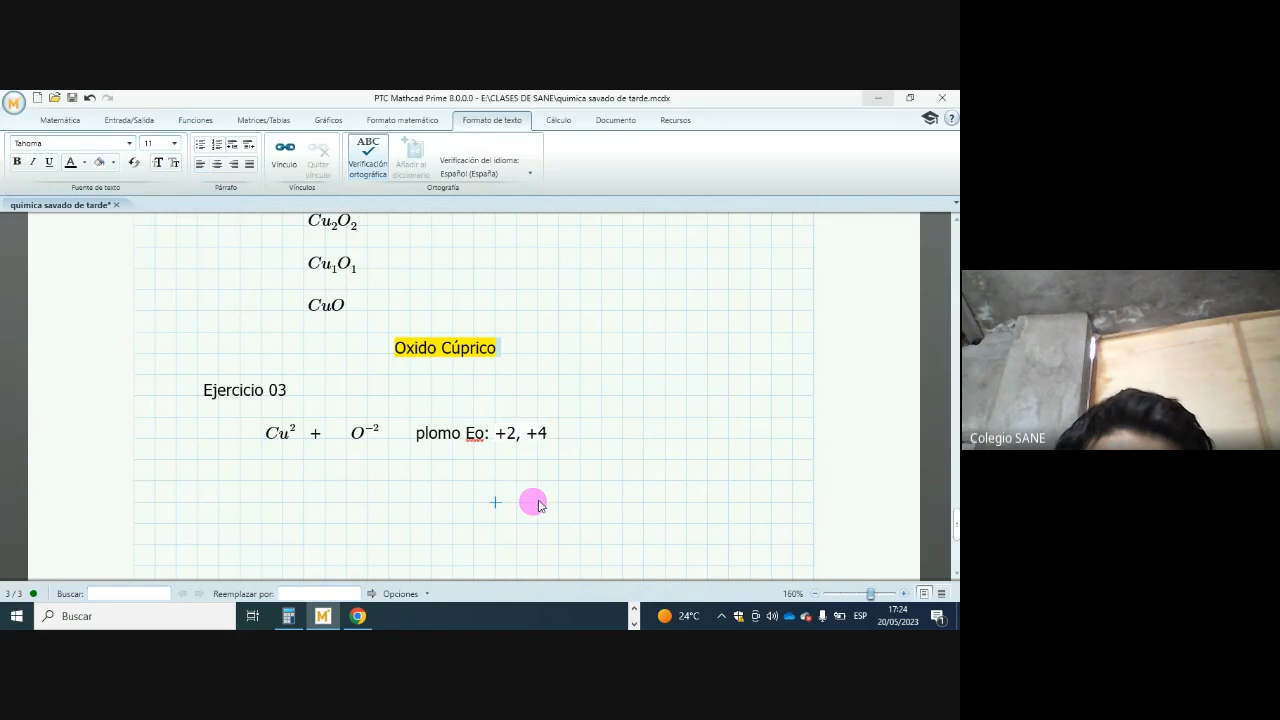 PTC Mathcad Prime 8.0.0.0 - E:\CLASES DE SANE\quimica savado de tarde.mcdx
Matemática Entrada/Salida Funciones Matrices/Tablas Gráficos Formato matemático Formato de texto Cálculo Documento Recursos
Tahoma 11
B I U A
Vínculo
Quitar vínculo
ABC
Verificación ortográfica
Añadir al diccionario
Verificación del idioma:
Español (España)
Fuente de texto Párrafo Vínculos Ortografía
quimica savado de tarde*
Cu₂O₂
Cu₁O₁
CuO
Oxido Cúprico
Ejercicio 03
Cu² + O⁻² plomo Eo: +2, +4
Colegio SANE
3/3 Buscar: Reemplazar por: Opciones 160%
Buscar 24°C ESP 17:24
20/05/2023